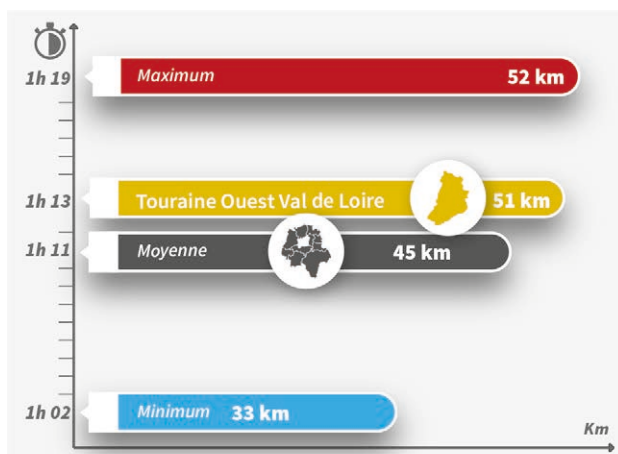 1h 19 Maximum 52 km
1h 13 Touraine Ouest Val de Loire 51 km
1h 11 Moyenne 45 km
1h 02 Minimum 33 km
Km